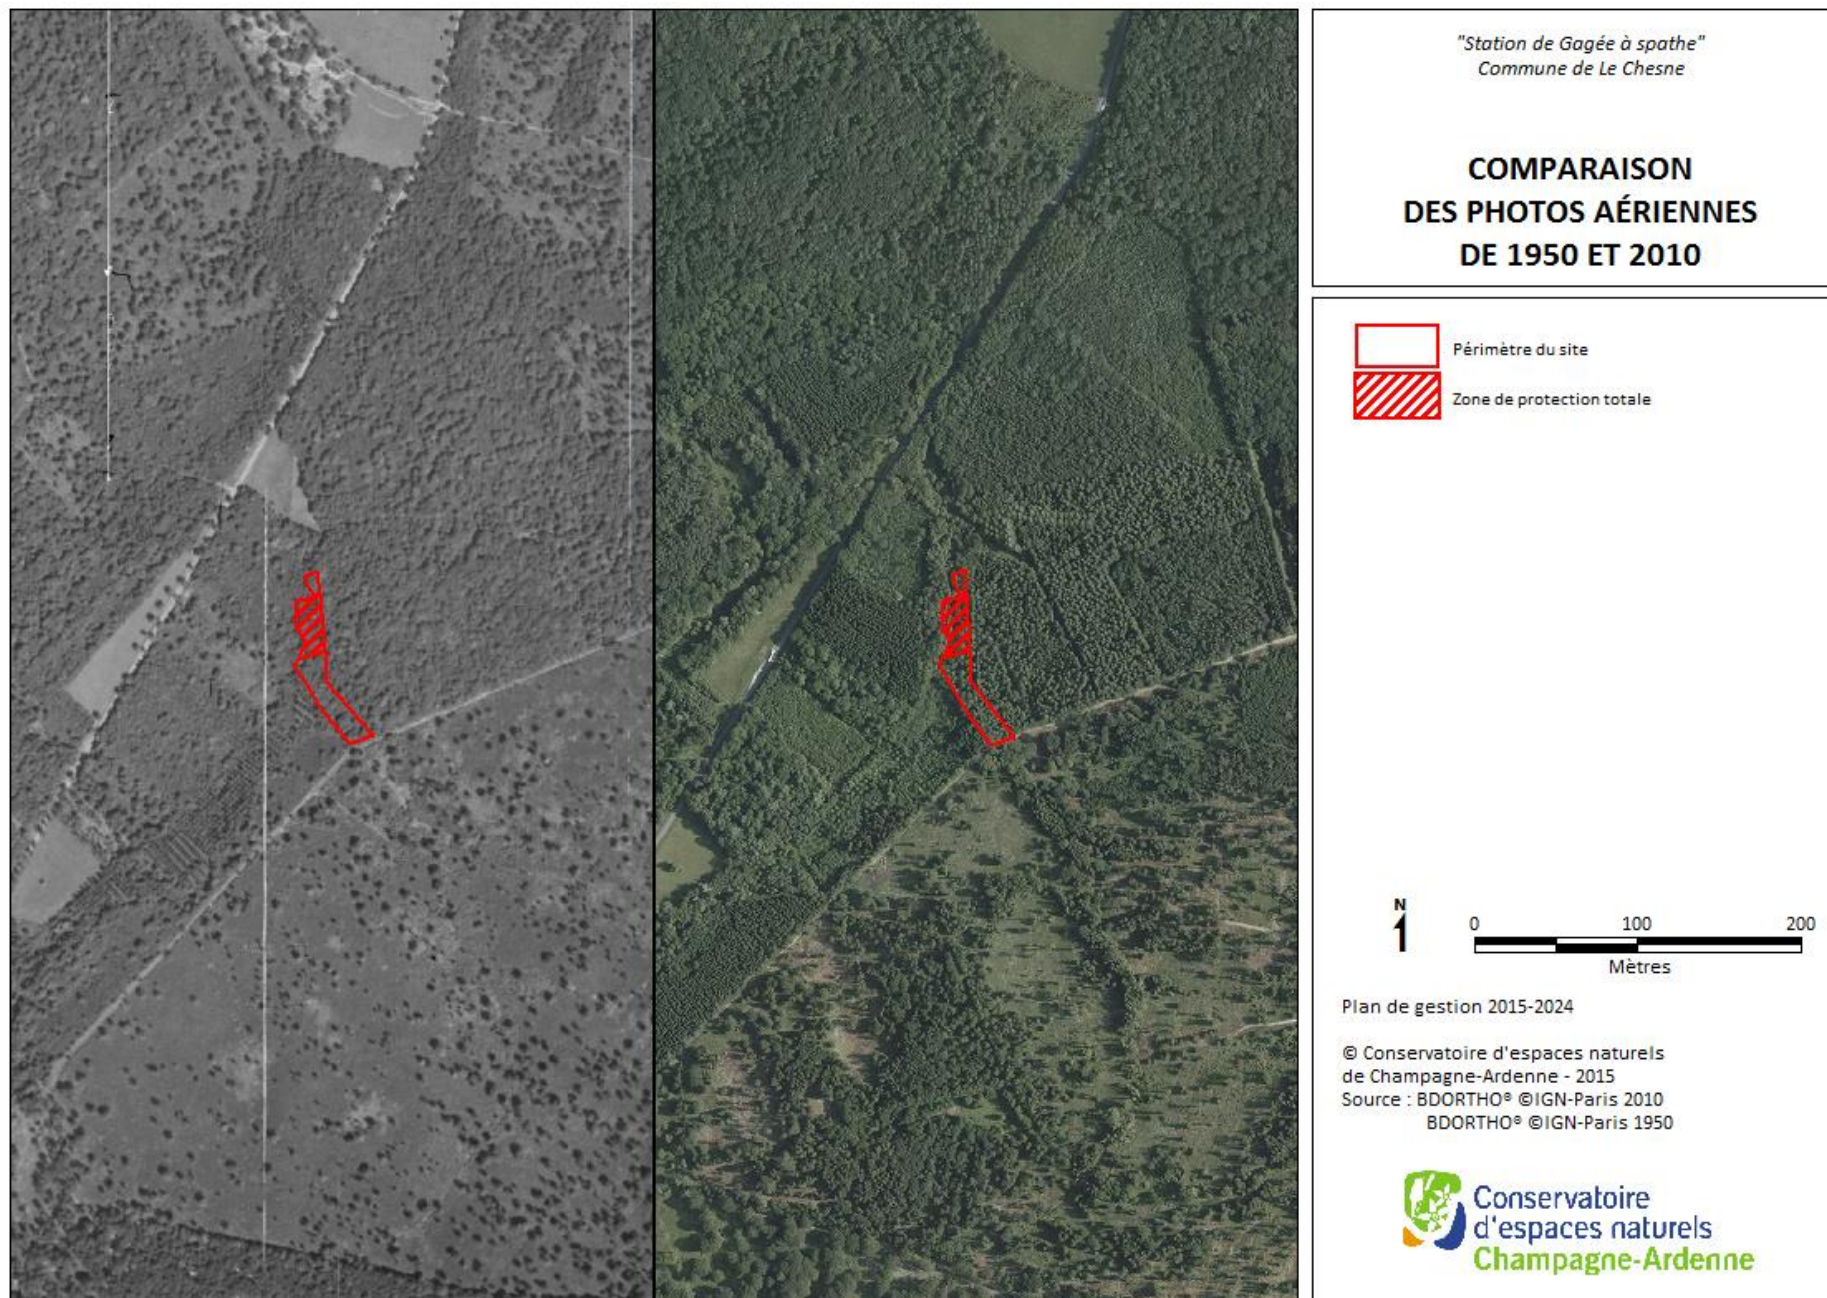 "Station de Gagée à spathe"
Commune de Le Chesne
COMPARAISON
DES PHOTOS AÉRIENNES
DE 1950 ET 2010
Périmètre du site
Zone de protection totale
N
0 100 200
Mètres
Plan de gestion 2015-2024
© Conservatoire d'espaces naturels
de Champagne-Ardenne - 2015
Source : BDORTHO® ©IGN-Paris 2010
BDORTHO® ©IGN-Paris 1950
Conservatoire
d'espaces naturels
Champagne-Ardenne